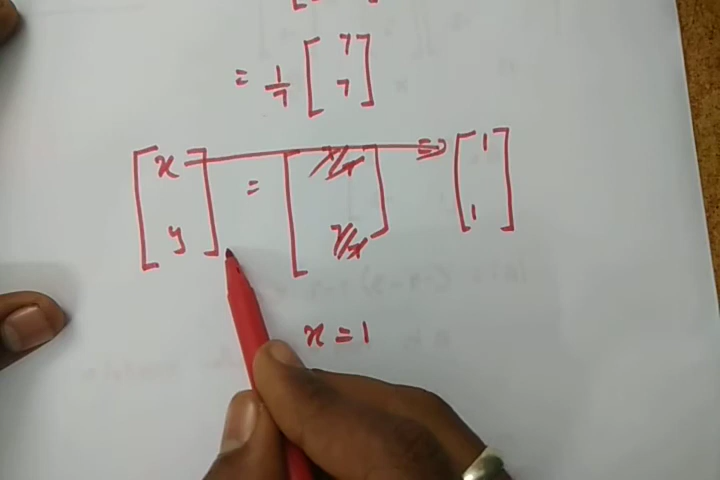 = 1/7 [ 7 7 ]
[ x y ] = [ 7/7 7/7 ] => [ 1 1 ]
x = 1